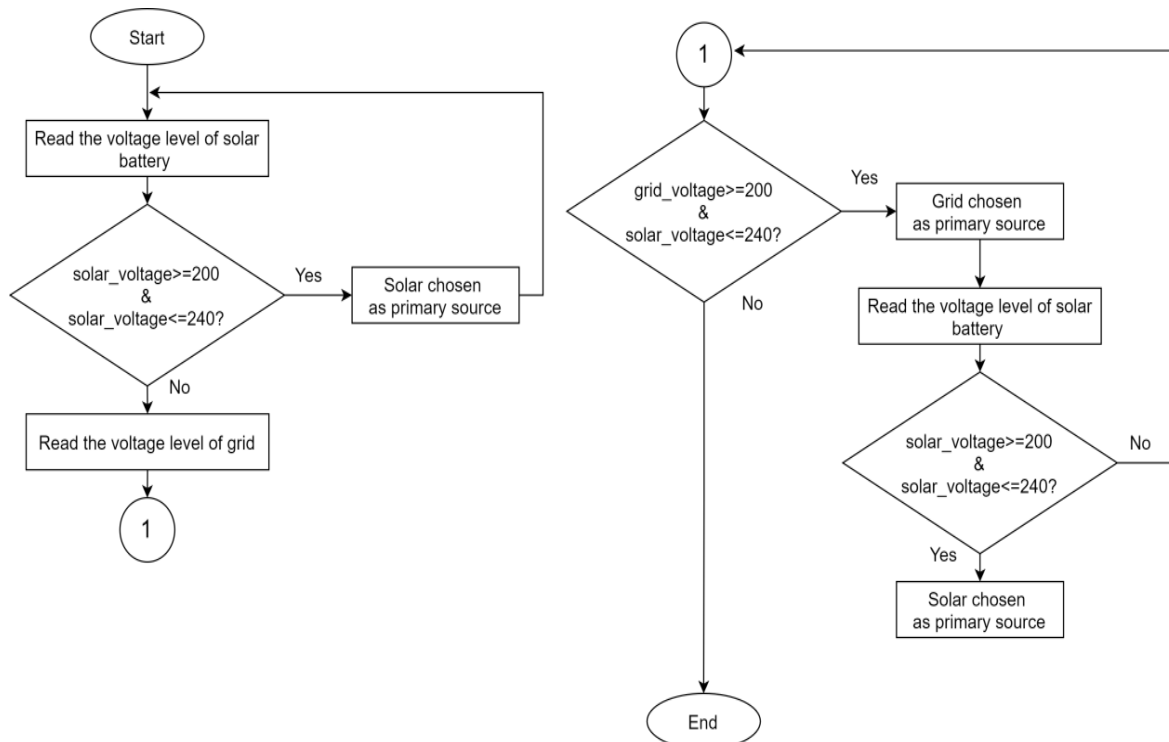 Start
Read the voltage level of solar
battery
solar_voltage>=200
&
solar_voltage<=240?
Yes
Solar chosen
as primary source
No
Read the voltage level of grid
1
1
grid_voltage>=200
&
solar_voltage<=240?
Yes
Grid chosen
as primary source
No
Read the voltage level of solar
battery
solar_voltage>=200
&
solar_voltage<=240?
No
Yes
Solar chosen
as primary source
End